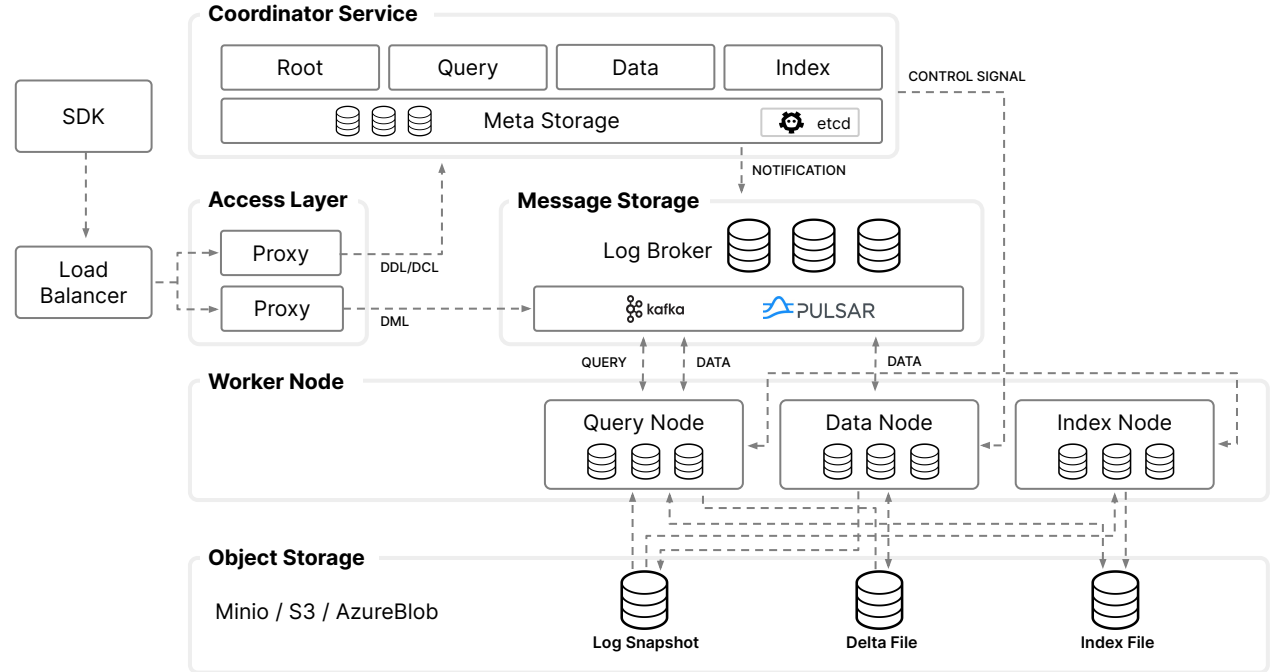 Coordinator Service
Root
Query
Data
Index
Meta Storage
etcd
CONTROL SIGNAL
SDK
NOTIFICATION
Access Layer
Message Storage
Proxy
DDL/DCL
Log Broker
Load
Balancer
Proxy
DML
kafka
PULSAR
QUERY
DATA
DATA
Worker Node
Query Node
Data Node
Index Node
Object Storage
Minio / S3 / AzureBlob
Log Snapshot
Delta File
Index File